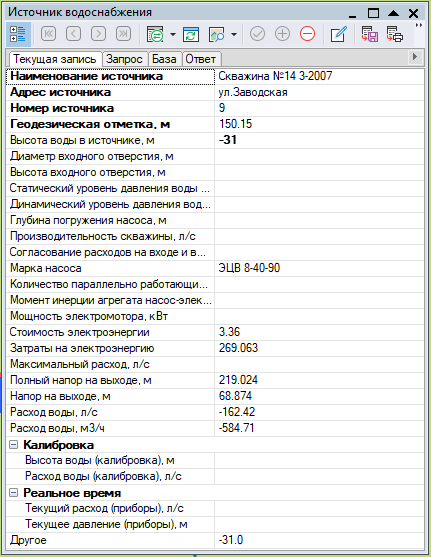 Источник водоснабжения
Текущая запись Запрос База Ответ
Наименование источника Скважина №14 3-2007
Адрес источника ул.Заводская
Номер источника 9
Геодезическая отметка, м 150.15
Высота воды в источнике, м -31
Диаметр входного отверстия, м
Высота входного отверстия, м
Статический уровень давления воды ...
Динамический уровень давления вод...
Глубина погружения насоса, м
Производительность скважины, л/с
Согласование расходов на входе и в...
Марка насоса ЭЦВ 8-40-90
Количество параллельно работающи...
Момент инерции агрегата насос-элек...
Мощность электромотора, кВт
Стоимость электроэнергии 3.36
Затраты на электроэнергию 269.063
Максимальный расход, л/с
Полный напор на выходе, м 219.024
Напор на выходе, м 68.874
Расход воды, л/с -162.42
Расход воды, м3/ч -584.71
Калибровка
Высота воды (калибровка), м
Расход воды (калибровка), л/с
Реальное время
Текущий расход (приборы), л/с
Текущее давление (приборы), м
Другое -31.0